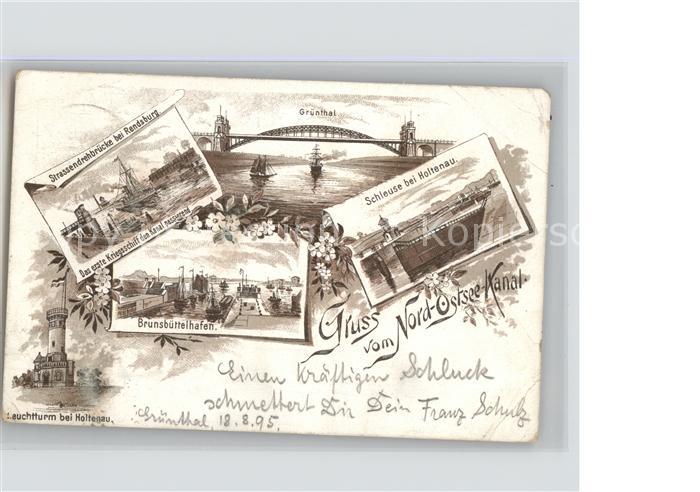 Grünthal
Strassendrehbrücke bei Rendsburg
Das erste Kriegsschiff den Kanal passierend
Schleuse bei Holtenau.
Brunsbüttelhafen.
Gruss
vom Nord-Ostsee-Kanal.
Leuchtturm bei Holtenau.
Einen kräftigen Schluck
schmettert Dir Dein Franz Schulz
Grünthal, 18.8.95.